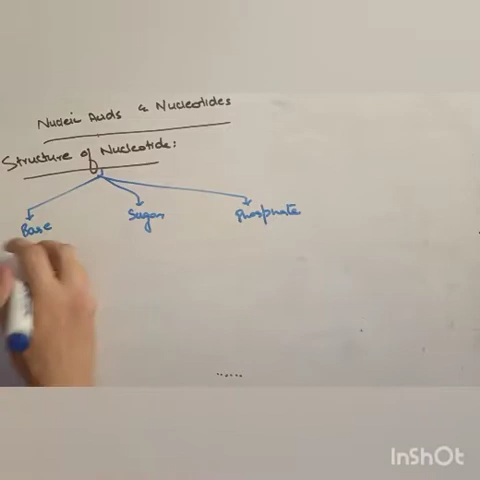 Nucleic Acids & Nucleotides
Structure of Nucleotide:
Base Sugar Phosphate
InShOt